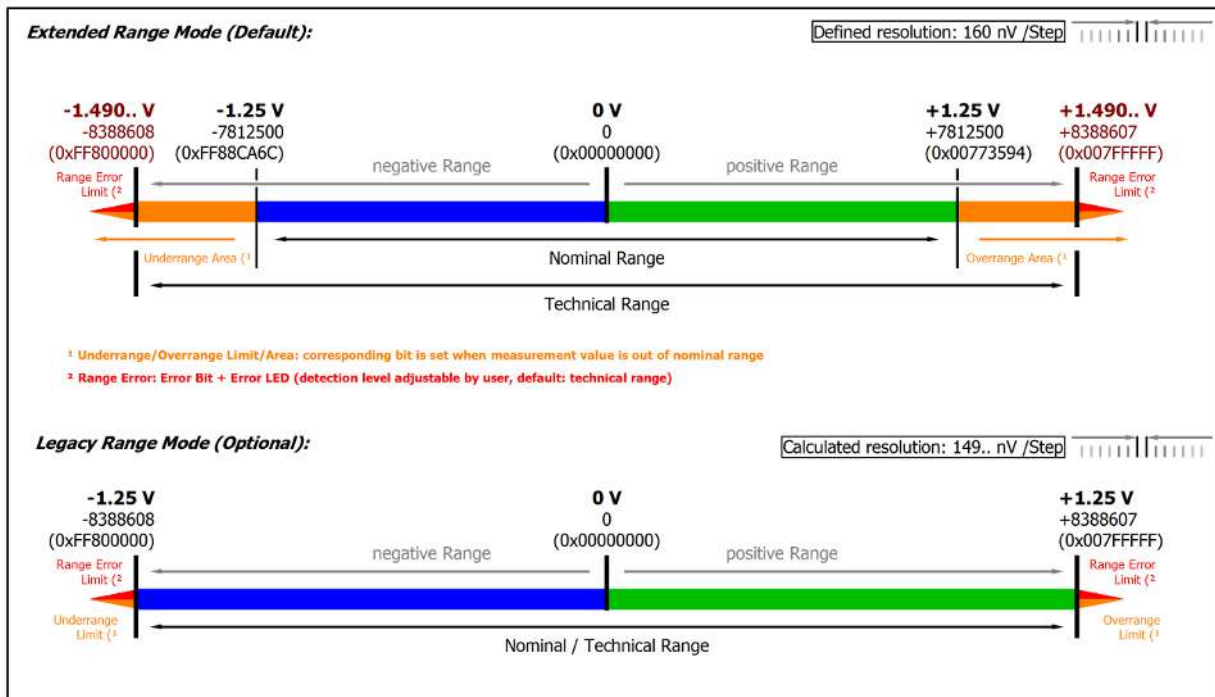 Extended Range Mode (Default):
Defined resolution: 160 nV /Step
-1.490.. V
-8388608
(0xFF800000)
-1.25 V
-7812500
(0xFF88CA6C)
0 V
0
(0x00000000)
+1.25 V
+7812500
(0x00773594)
+1.490.. V
+8388607
(0x007FFFFF)
negative Range
positive Range
Range Error
Limit (²
Range Error
Limit (²
Underrange Area (¹
Nominal Range
Overrange Area (¹
Technical Range
¹ Underrange/Overrange Limit/Area: corresponding bit is set when measurement value is out of nominal range
² Range Error: Error Bit + Error LED (detection level adjustable by user, default: technical range)
Legacy Range Mode (Optional):
Calculated resolution: 149.. nV /Step
-1.25 V
-8388608
(0xFF800000)
0 V
0
(0x00000000)
+1.25 V
+8388607
(0x007FFFFF)
negative Range
positive Range
Range Error
Limit (²
Range Error
Limit (²
Underrange
Limit (¹
Overrange
Limit (¹
Nominal / Technical Range